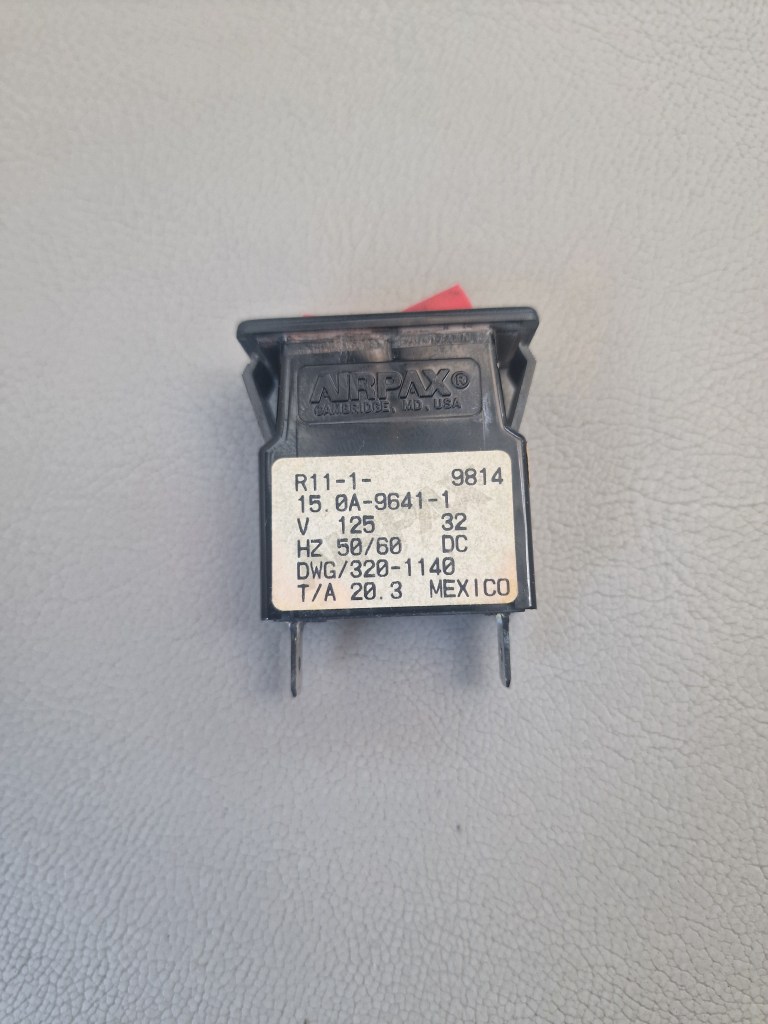 AIRPAX®
CAMBRIDGE, MD, USA
R11-1- 9814
15.0A-9641-1
V 125 32
HZ 50/60 DC
DWG/320-1140
T/A 20.3 MEXICO